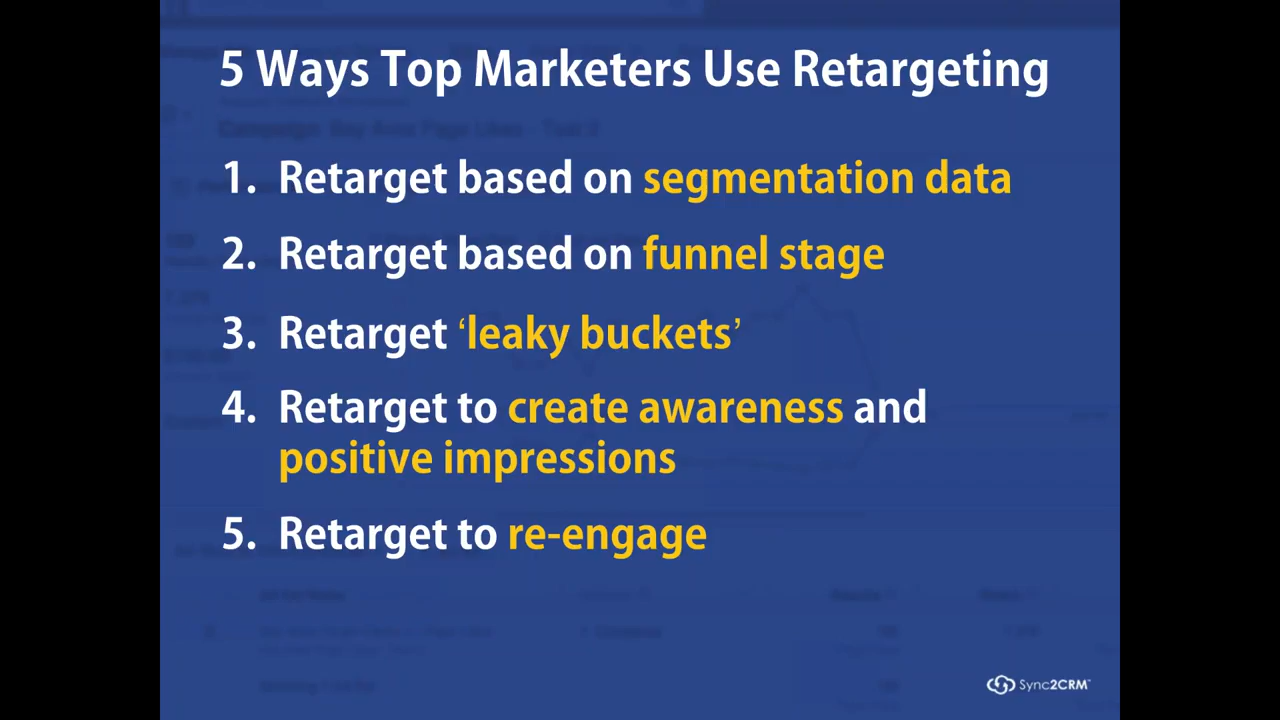 5 Ways Top Marketers Use Retargeting
1. Retarget based on segmentation data
2. Retarget based on funnel stage
3. Retarget ‘leaky buckets’
4. Retarget to create awareness and
positive impressions
5. Retarget to re-engage
Sync2CRM™